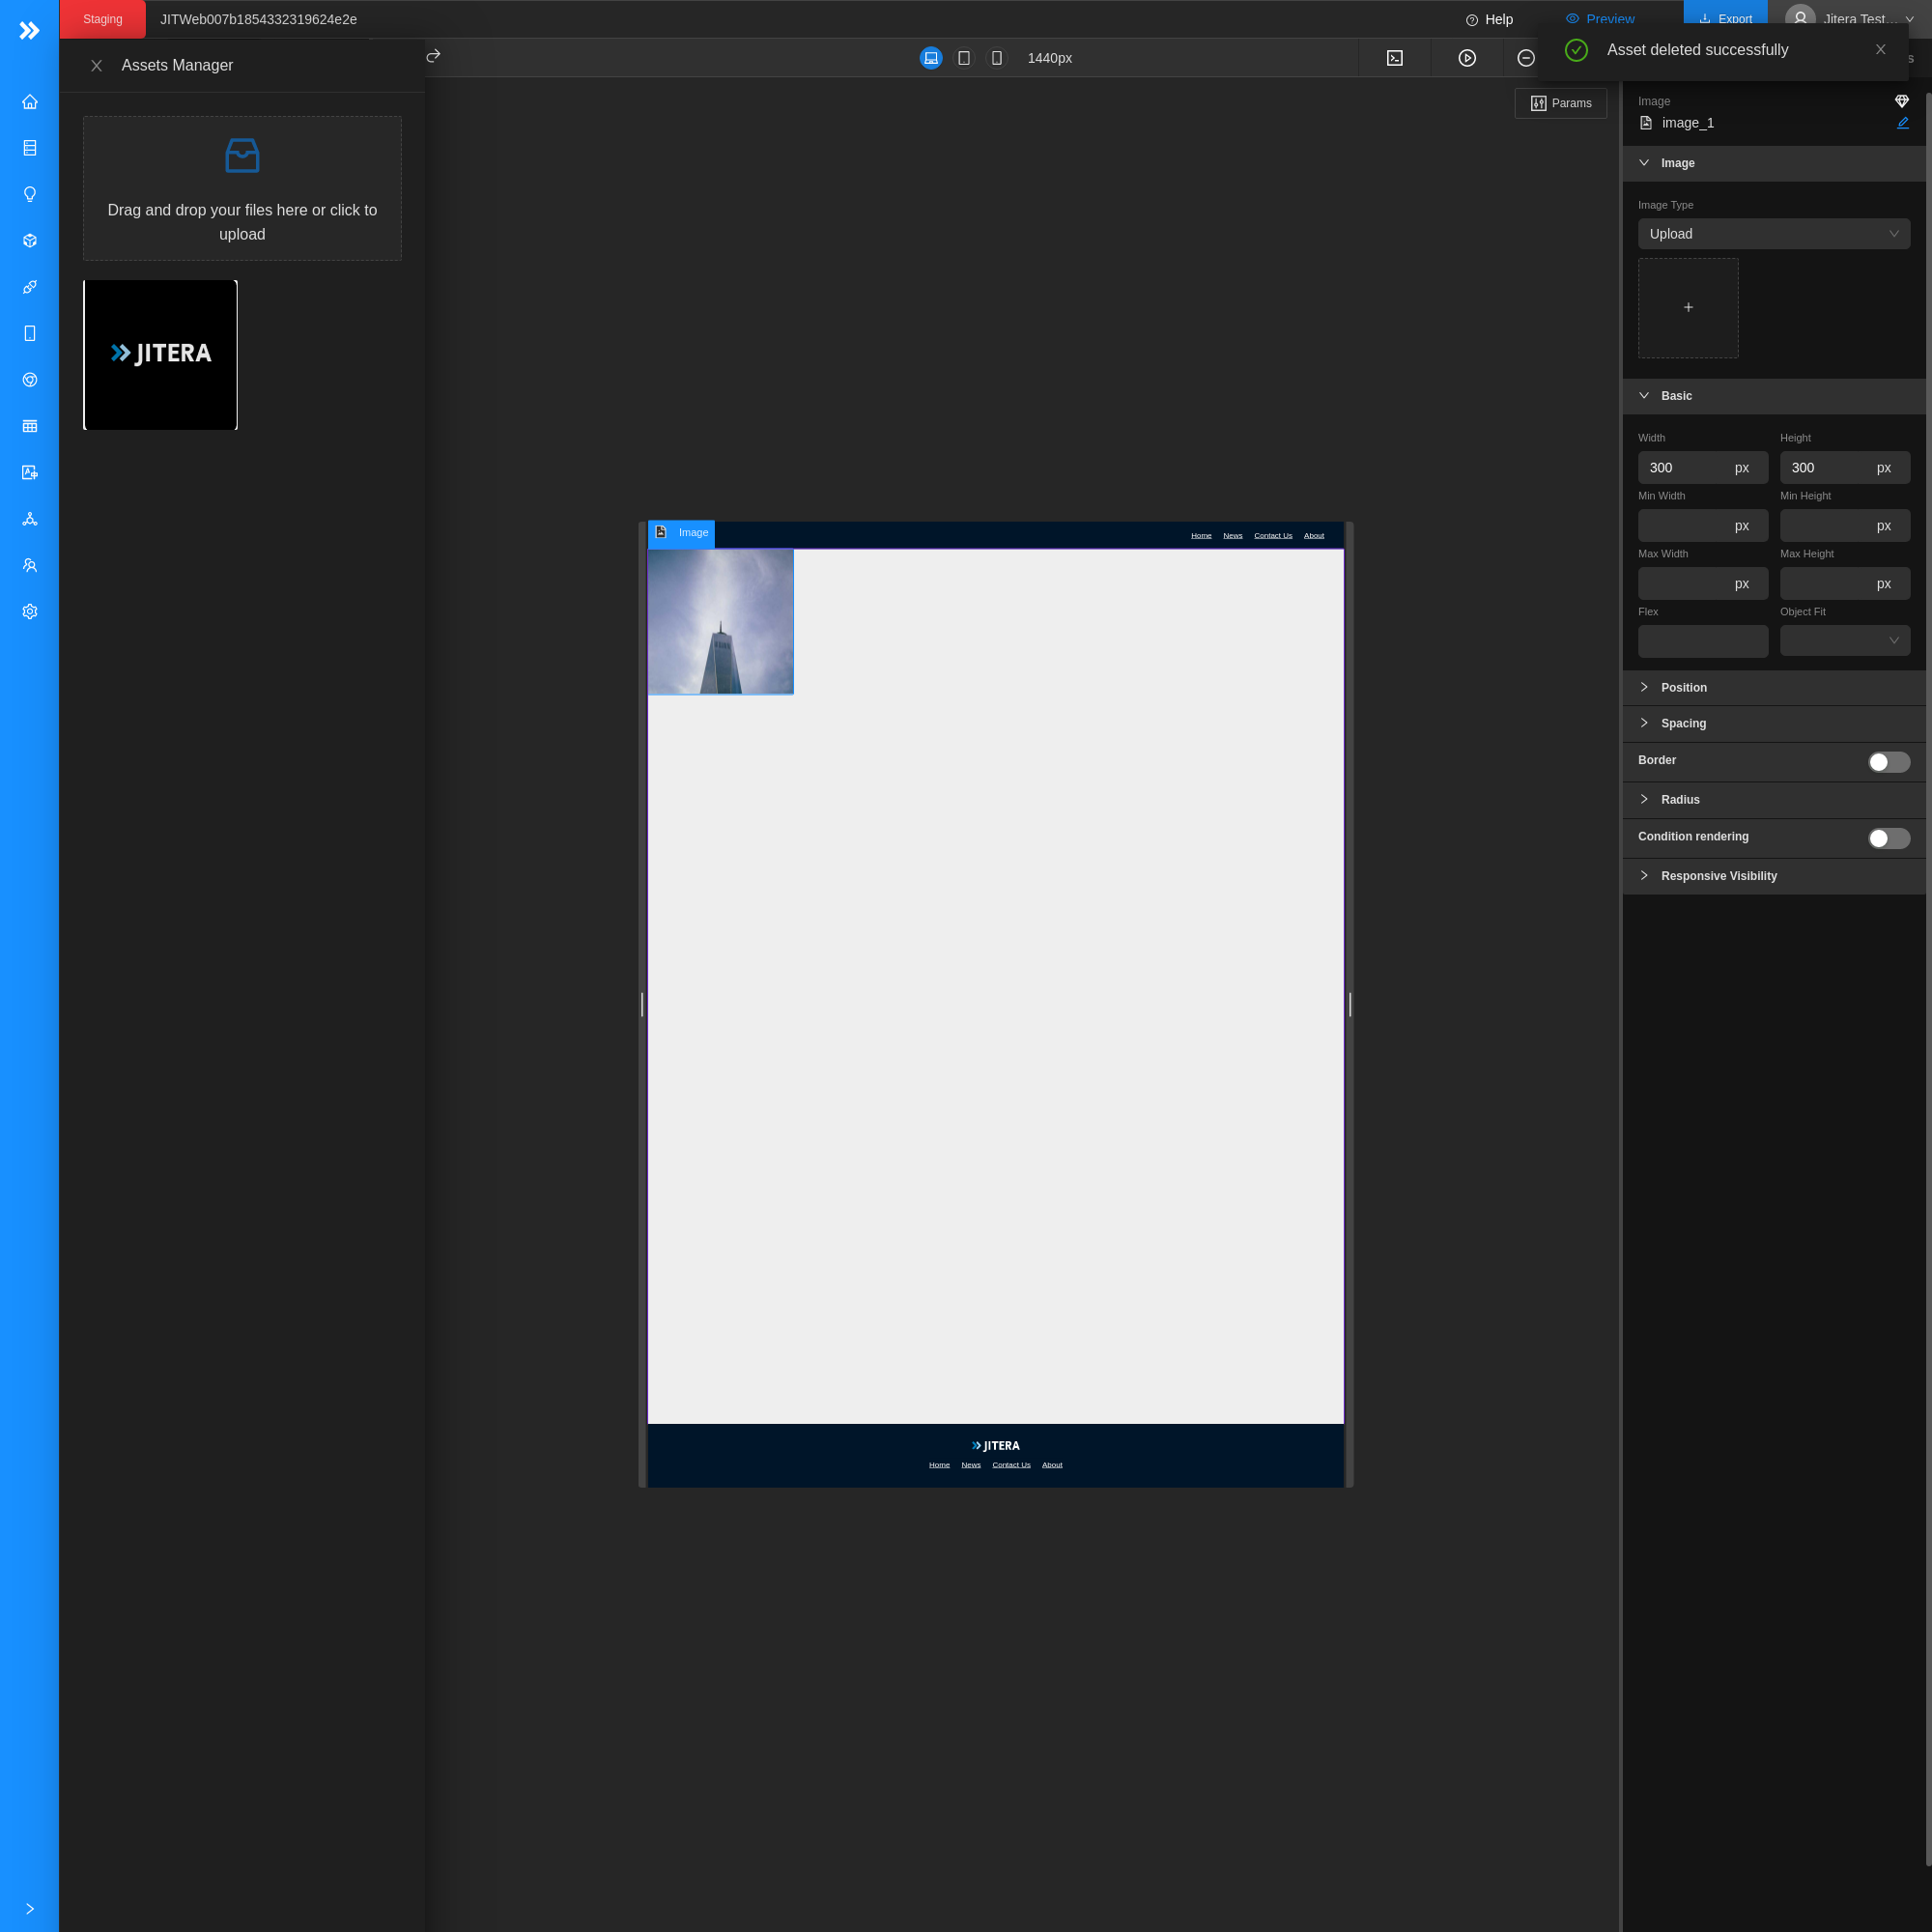 Staging
JITWeb007b1854332319624e2e
Help
Preview
Export
Jitera Test...
Asset deleted successfully
Assets Manager
1440px
Params
Drag and drop your files here or click to
upload
JITERA
Image
image_1
Image
Image Type
Upload
Basic
Width
Height
300 px
300 px
Min Width
Min Height
px
px
Max Width
Max Height
px
px
Flex
Object Fit
Position
Spacing
Border
Radius
Condition rendering
Responsive Visibility
Image
Home News Contact Us About
JITERA
Home News Contact Us About